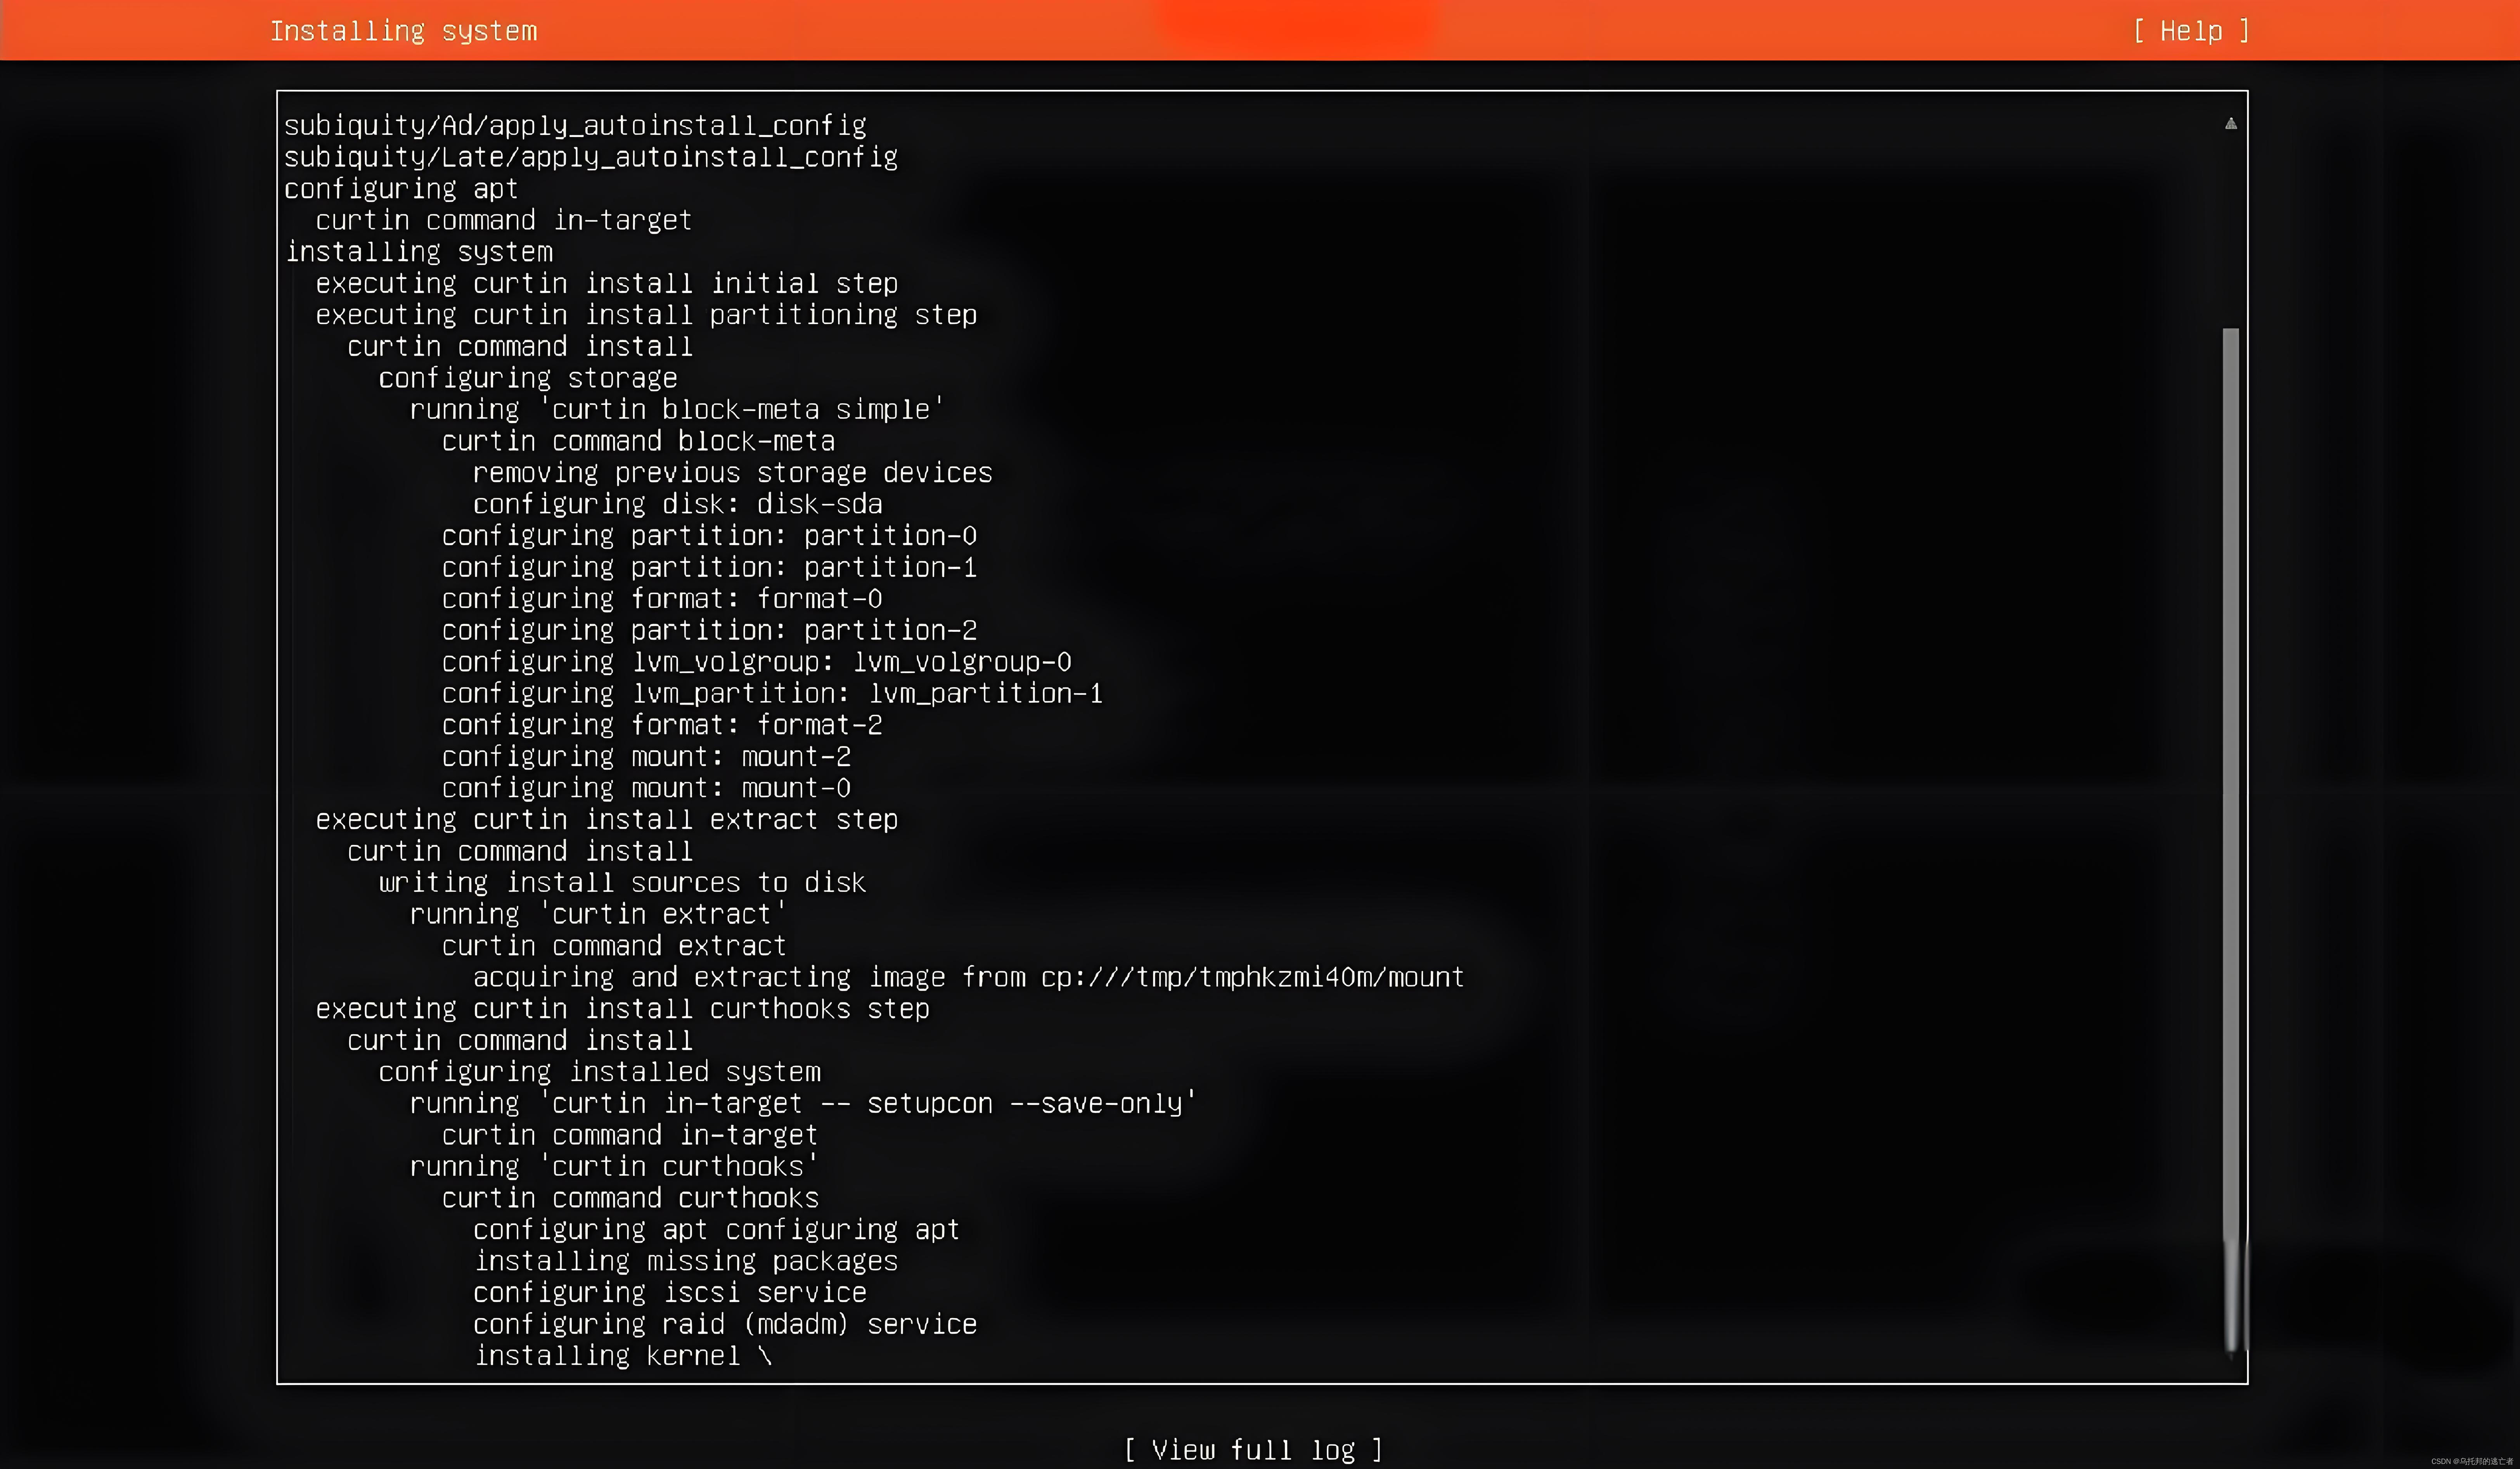 Installing system
[ Help ]
subiquity/Ad/apply_autoinstall_config
subiquity/Late/apply_autoinstall_config
configuring apt
curtin command in-target
installing system
executing curtin install initial step
executing curtin install partitioning step
curtin command install
configuring storage
running 'curtin block-meta simple'
curtin command block-meta
removing previous storage devices
configuring disk: disk-sda
configuring partition: partition-0
configuring partition: partition-1
configuring format: format-0
configuring partition: partition-2
configuring lvm_volgroup: lvm_volgroup-0
configuring lvm_partition: lvm_partition-1
configuring format: format-2
configuring mount: mount-2
configuring mount: mount-0
executing curtin install extract step
curtin command install
writing install sources to disk
running 'curtin extract'
curtin command extract
acquiring and extracting image from cp:///tmp/tmphkzmi40m/mount
executing curtin install curthooks step
curtin command install
configuring installed system
running 'curtin in-target -- setupcon --save-only'
curtin command in-target
running 'curtin curthooks'
curtin command curthooks
configuring apt configuring apt
installing missing packages
configuring iscsi service
configuring raid (mdadm) service
installing kernel \
[ View full log ]
CSDN @乌托邦的逃亡者